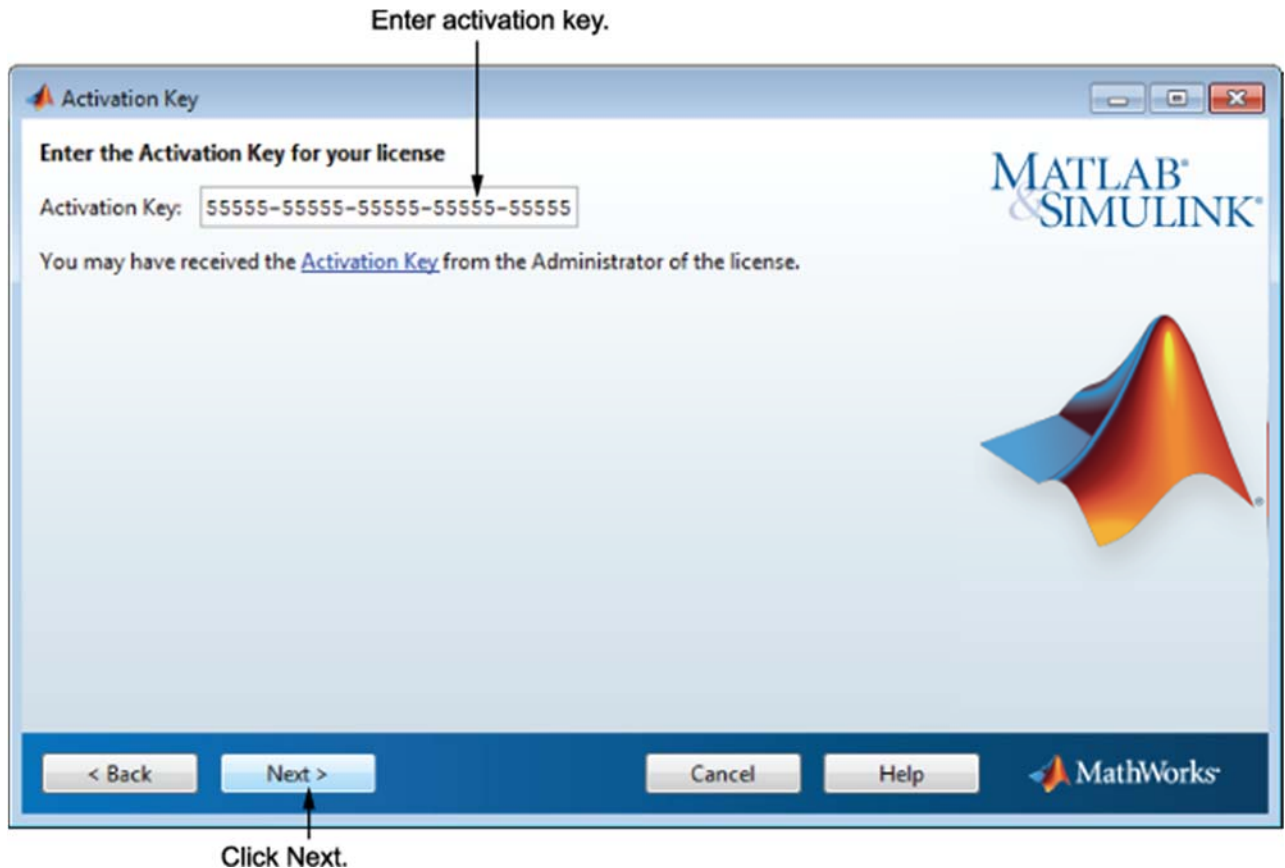 Enter activation key.
Activation Key
Enter the Activation Key for your license
MATLAB®
&SIMULINK®
Activation Key: 55555-55555-55555-55555-55555
You may have received the Activation Key from the Administrator of the license.
®
< Back Next > Cancel Help MathWorks®
Click Next.